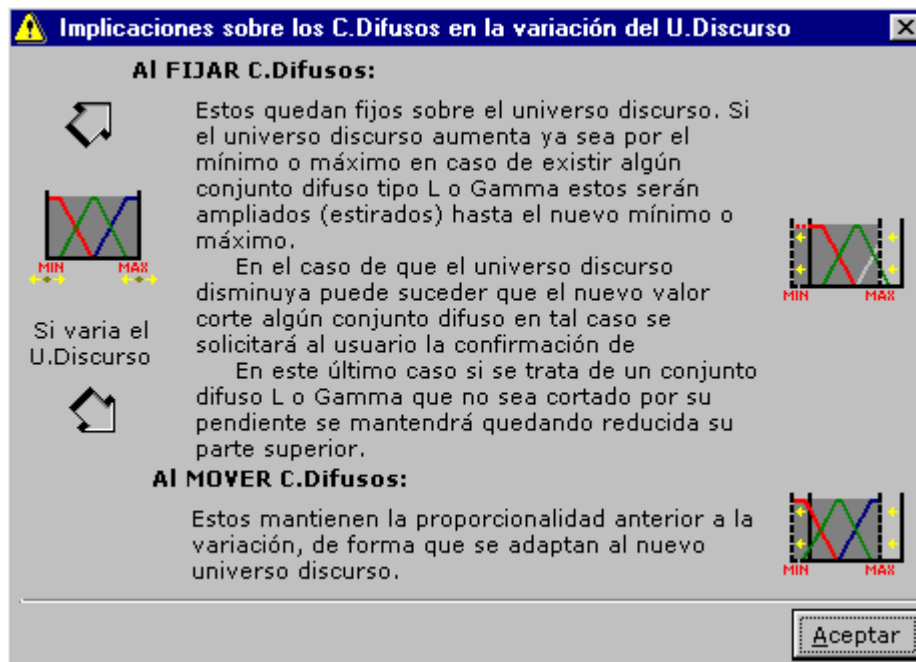 Implicaciones sobre los C.Difusos en la variación del U.Discurso
Al FIJAR C.Difusos:
Estos quedan fijos sobre el universo discurso. Si
el universo discurso aumenta ya sea por el
mínimo o máximo en caso de existir algún
conjunto difuso tipo L o Gamma estos serán
ampliados (estirados) hasta el nuevo mínimo o
máximo.
En el caso de que el universo discurso
disminuya puede suceder que el nuevo valor
corte algún conjunto difuso en tal caso se
solicitará al usuario la confirmación de
En este último caso si se trata de un conjunto
difuso L o Gamma que no sea cortado por su
pendiente se mantendrá quedando reducida su
parte superior.
MIN MAX
Si varia el
U.Discurso
MIN MAX
Al MOVER C.Difusos:
Estos mantienen la proporcionalidad anterior a la
variación, de forma que se adaptan al nuevo
universo discurso.
MIN MAX
Aceptar